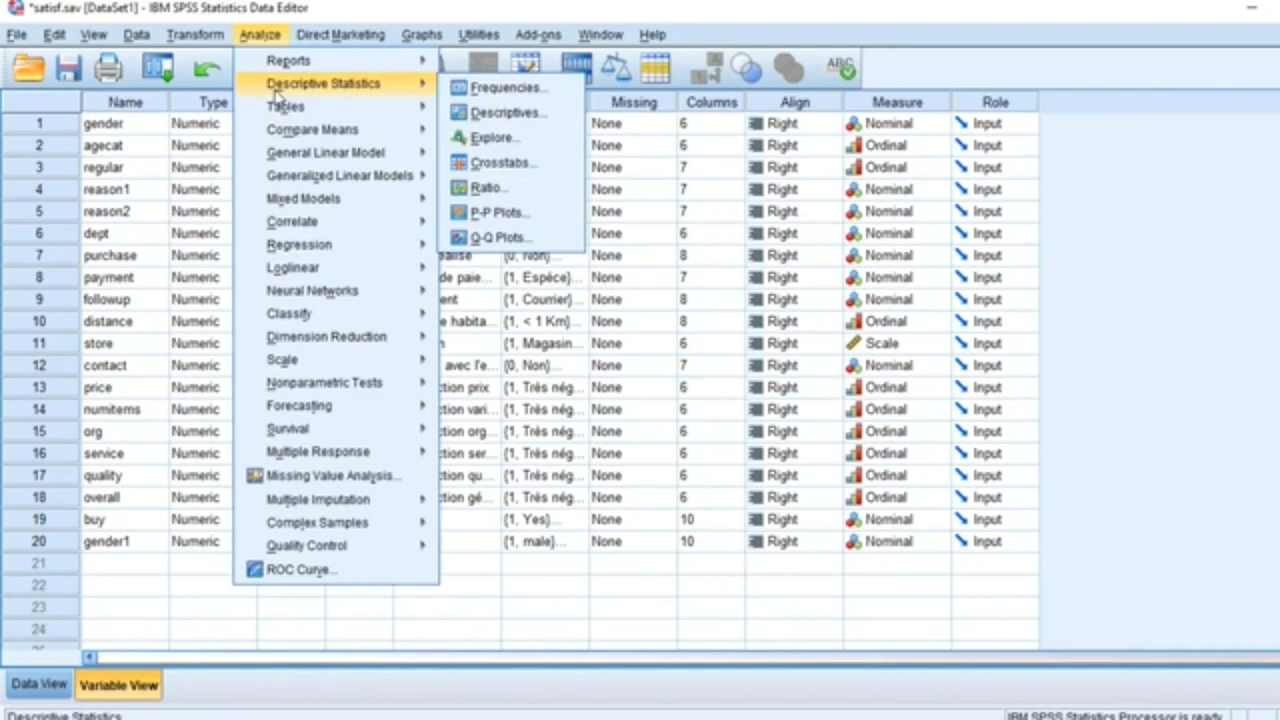 *satisf.sav [DataSet1] - IBM SPSS Statistics Data Editor
File Edit View Data Transform Analyze Direct Marketing Graphs Utilities Add-ons Window Help
Name Type Missing Columns Align Measure Role
1 gender Numeric None 6 Right Nominal Input
2 agecat Numeric None 6 Right Ordinal Input
3 regular Numeric None 7 Right Ordinal Input
4 reason1 Numeric None 7 Right Nominal Input
5 reason2 Numeric None 7 Right Nominal Input
6 dept Numeric None 6 Right Nominal Input
7 purchase Numeric {0, Non}... None 8 Right Nominal Input
8 payment Numeric de paie... {1, Espèce}... None 7 Right Nominal Input
9 followup Numeric {1, Courrier}... None 8 Right Nominal Input
10 distance Numeric habita... {1, < 1 Km}... None 8 Right Ordinal Input
11 store Numeric {1, Magasin... None 6 Right Scale Input
12 contact Numeric avec l'e... {0, Non}... None 7 Right Nominal Input
13 price Numeric ction prix {1, Très nég... None 6 Right Ordinal Input
14 numitems Numeric ction vari... {1, Très nég... None 6 Right Ordinal Input
15 org Numeric ction org... {1, Très nég... None 6 Right Ordinal Input
16 service Numeric ction ser... {1, Très nég... None 6 Right Ordinal Input
17 quality Numeric ction qu... {1, Très nég... None 6 Right Ordinal Input
18 overall Numeric ction gé... {1, Très nég... None 6 Right Ordinal Input
19 buy Numeric {1, Yes}... None 10 Right Nominal Input
20 gender1 Numeric {1, male}... None 10 Right Nominal Input
21
22
23
24
Reports
Descriptive Statistics
Tables
Compare Means
General Linear Model
Generalized Linear Models
Mixed Models
Correlate
Regression
Loglinear
Neural Networks
Classify
Dimension Reduction
Scale
Nonparametric Tests
Forecasting
Survival
Multiple Response
Missing Value Analysis...
Multiple Imputation
Complex Samples
Quality Control
ROC Curve...
Frequencies...
Descriptives...
Explore...
Crosstabs...
Ratio...
P-P Plots...
Q-Q Plots...
Data View Variable View
Descriptive Statistics IBM SPSS Statistics Processor is ready